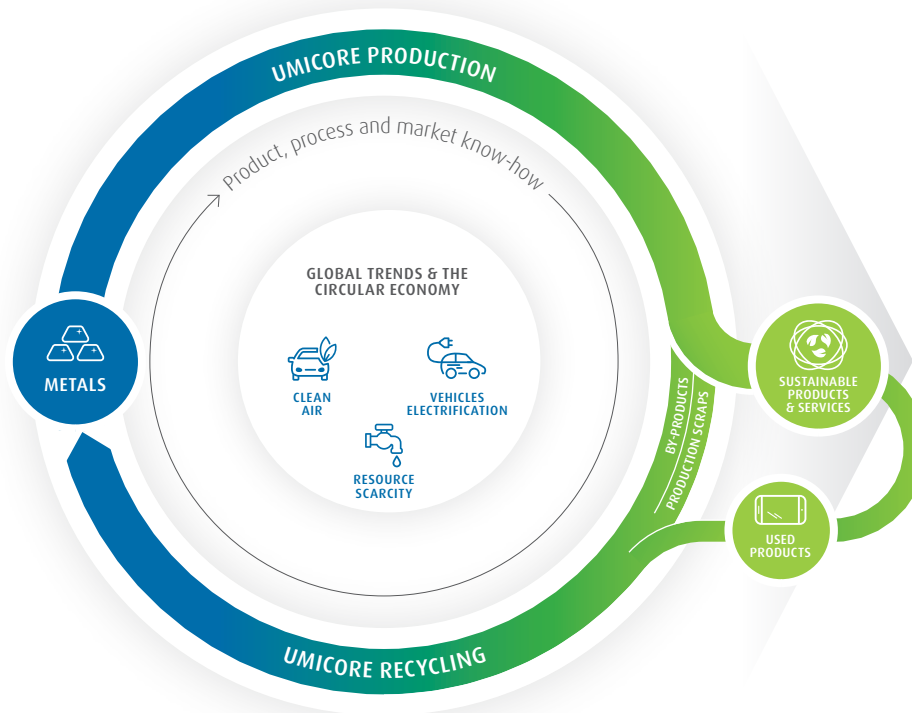 UMICORE PRODUCTION
Product, process and market know-how
GLOBAL TRENDS & THE
CIRCULAR ECONOMY
METALS
CLEAN
AIR
VEHICLES
ELECTRIFICATION
RESOURCE
SCARCITY
BY-PRODUCTS
PRODUCTION SCRAPS
SUSTAINABLE
PRODUCTS
& SERVICES
USED
PRODUCTS
UMICORE RECYCLING